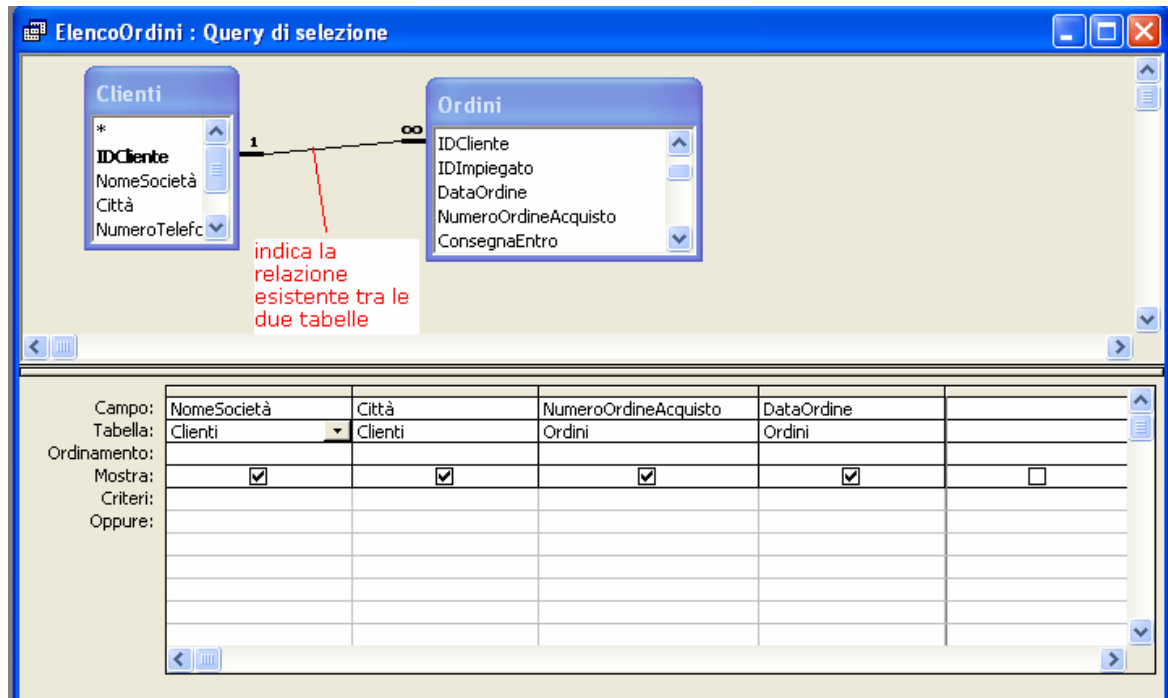 ElencoOrdini : Query di selezione
Clienti
*
IDCliente
NomeSocietà
Città
NumeroTelefc
1
∞
Ordini
IDCliente
IDImpiegato
DataOrdine
NumeroOrdineAcquisto
ConsegnaEntro
indica la
relazione
esistente tra le
due tabelle
Campo: NomeSocietà Città NumeroOrdineAcquisto DataOrdine
Tabella: Clienti Clienti Ordini Ordini
Ordinamento:
Mostra:
Criteri:
Oppure: